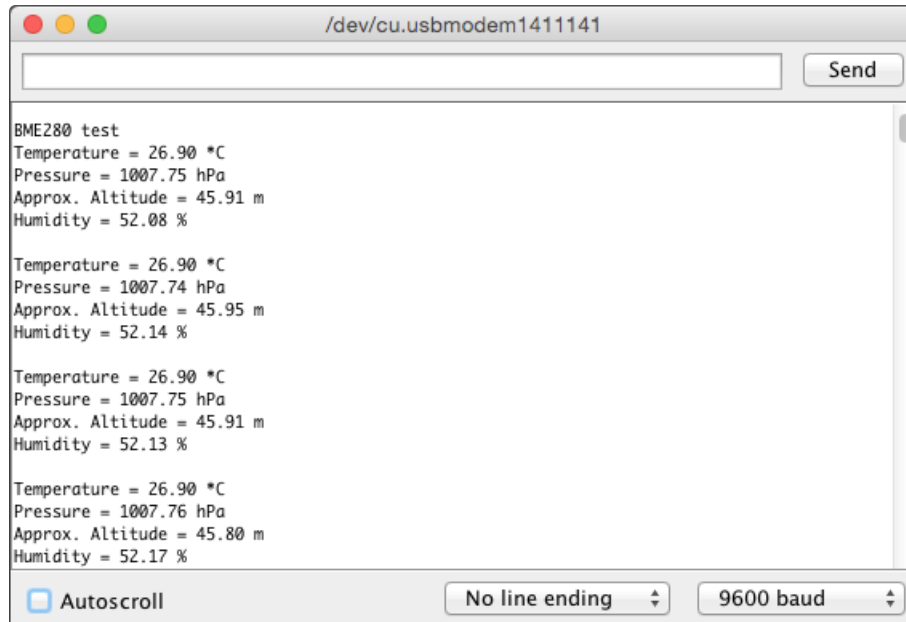 /dev/cu.usbmodem1411141
Send
BME280 test
Temperature = 26.90 *C
Pressure = 1007.75 hPa
Approx. Altitude = 45.91 m
Humidity = 52.08 %
Temperature = 26.90 *C
Pressure = 1007.74 hPa
Approx. Altitude = 45.95 m
Humidity = 52.14 %
Temperature = 26.90 *C
Pressure = 1007.75 hPa
Approx. Altitude = 45.91 m
Humidity = 52.13 %
Temperature = 26.90 *C
Pressure = 1007.76 hPa
Approx. Altitude = 45.80 m
Humidity = 52.17 %
Autoscroll No line ending 9600 baud